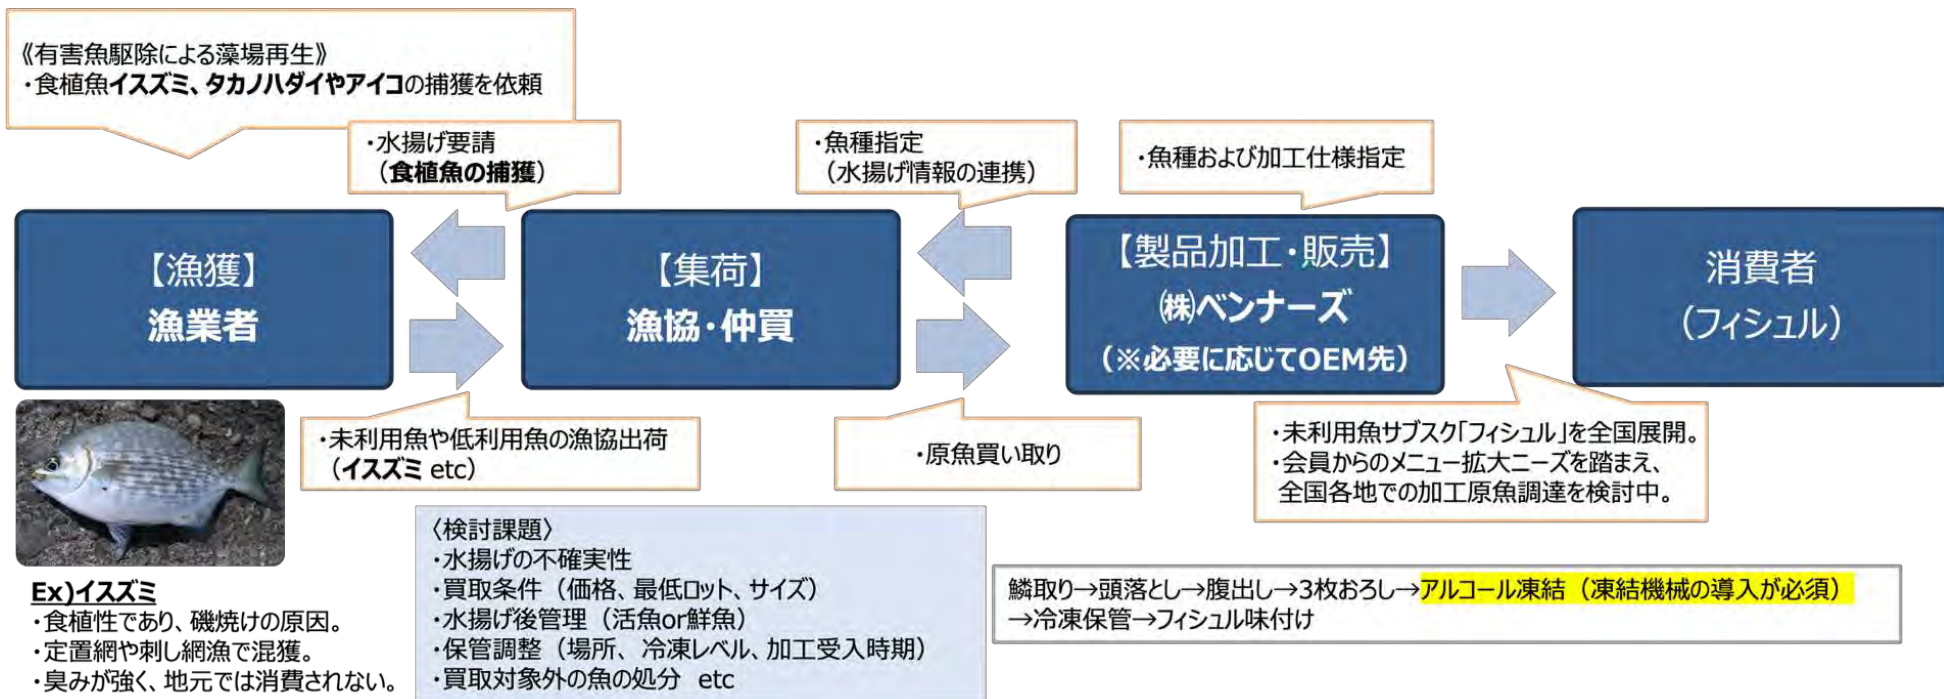 《有害魚駆除による藻場再生》
・食植魚イスズミ、タカノハダイやアイコの捕獲を依頼
・水揚げ要請
（食植魚の捕獲）
・魚種指定
（水揚げ情報の連携）
・魚種および加工仕様指定
【漁獲】
漁業者
【集荷】
漁協・仲買
【製品加工・販売】
㈱ベンナーズ
（※必要に応じてOEM先）
消費者
（フィシュル）
・未利用魚や低利用魚の漁協出荷
（イスズミ etc）
・原魚買い取り
・未利用魚サブスク「フィシュル」を全国展開。
・会員からのメニュー拡大ニーズを踏まえ、
全国各地での加工原魚調達を検討中。
Ex)イスズミ
・食植性であり、磯焼けの原因。
・定置網や刺し網漁で混獲。
・臭みが強く、地元では消費されない。
〈検討課題〉
・水揚げの不確実性
・買取条件（価格、最低ロット、サイズ）
・水揚げ後管理（活魚or鮮魚）
・保管調整（場所、冷凍レベル、加工受入時期）
・買取対象外の魚の処分 etc
鱗取り→頭落とし→腹出し→3枚おろし→アルコール凍結（凍結機械の導入が必須）
→冷凍保管→フィシュル味付け